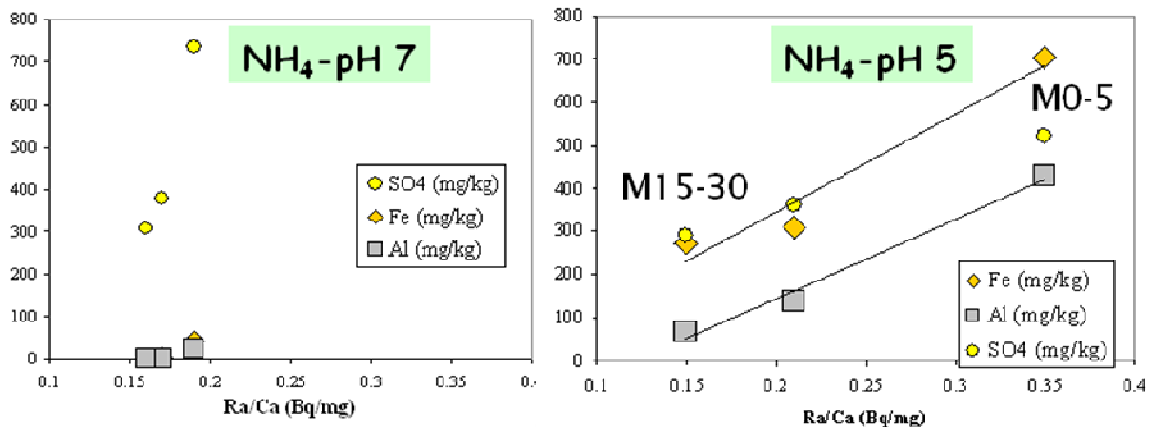 NH₄-pH 7
800
700
600
500
400
300
200
100
0
0.1 0.15 0.2 0.25 0.3 0.35 0.4
Ra/Ca (Bq/mg)
SO4 (mg/kg)
Fe (mg/kg)
Al (mg/kg)
NH₄-pH 5
800
700
600
500
400
300
200
100
0
0.1 0.15 0.2 0.25 0.3 0.35 0.4
Ra/Ca (Bq/mg)
M15-30
M0-5
Fe (mg/kg)
Al (mg/kg)
SO4 (mg/kg)